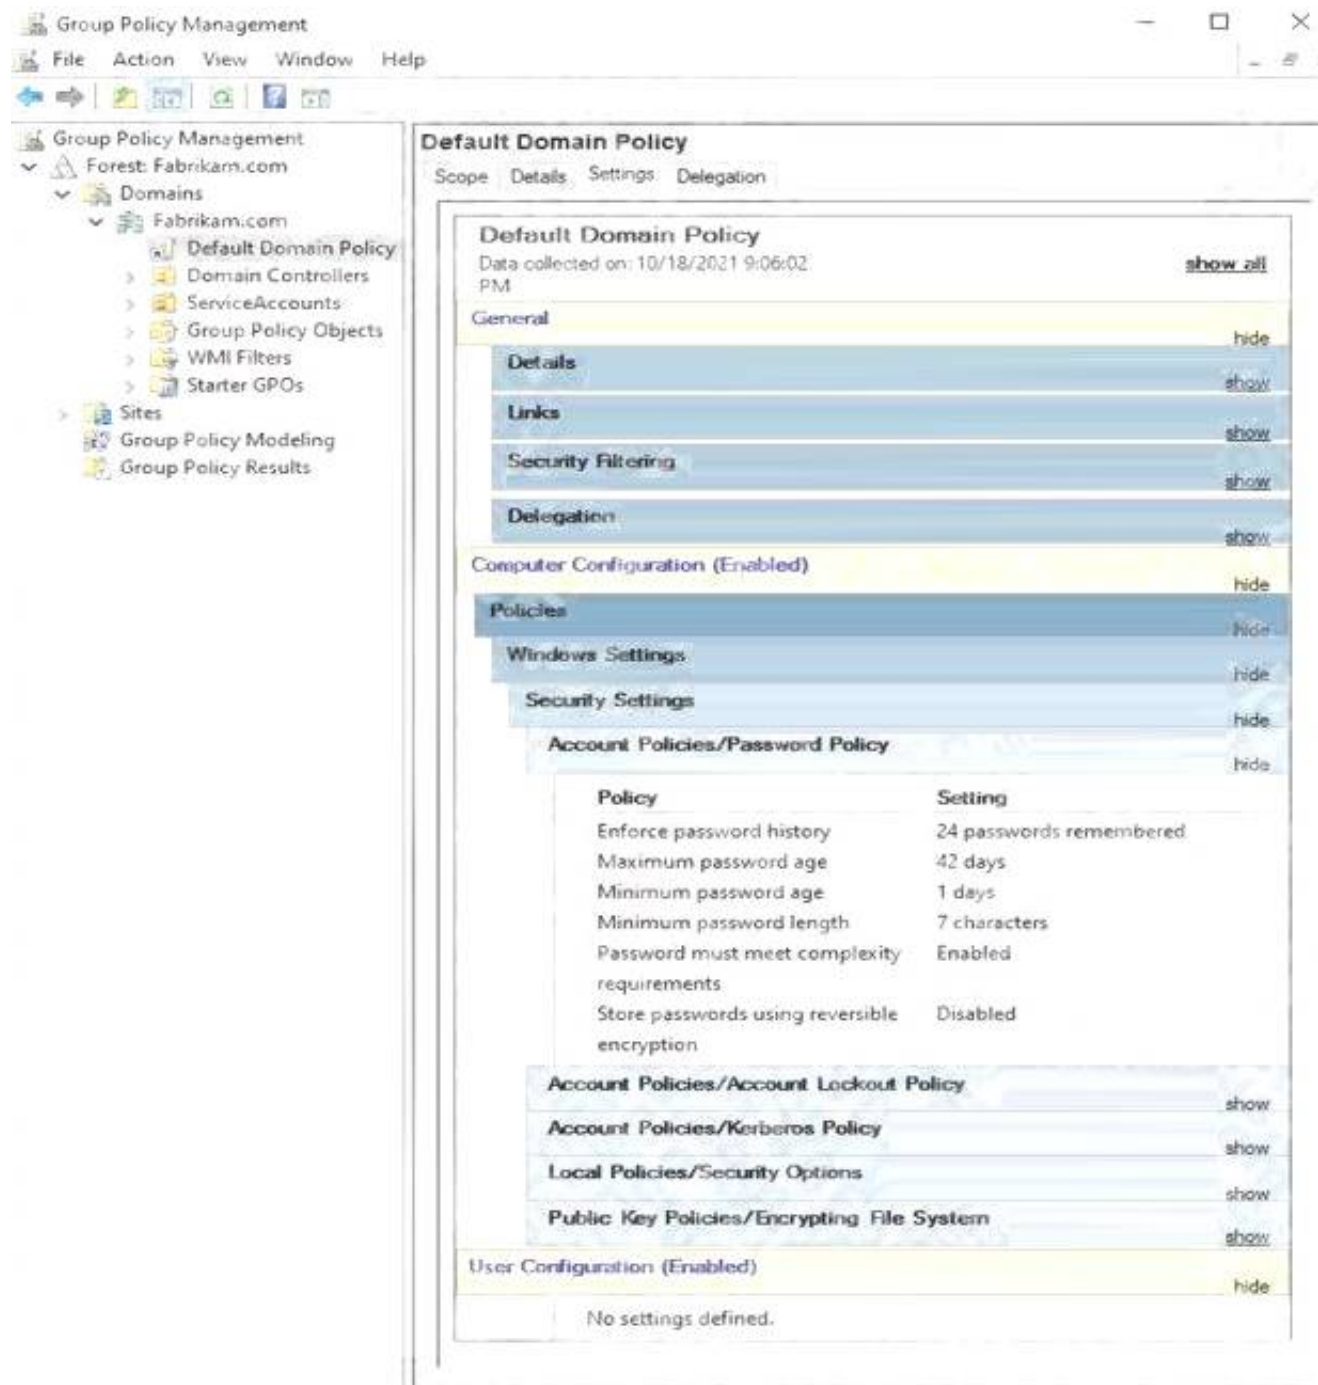 Group Policy Management
File Action View Window Help
Group Policy Management
Forest: Fabrikam.com
Domains
Fabrikam.com
Default Domain Policy
Domain Controllers
ServiceAccounts
Group Policy Objects
WMI Filters
Starter GPOs
Sites
Group Policy Modeling
Group Policy Results
Default Domain Policy
Scope Details Settings Delegation
Default Domain Policy
Data collected on: 10/18/2021 9:06:02
PM
show all
General
hide
Details
show
Links
show
Security Filtering
show
Delegation
show
Computer Configuration (Enabled)
hide
Policies
hide
Windows Settings
hide
Security Settings
hide
Account Policies/Password Policy
hide
Policy Setting
Enforce password history 24 passwords remembered
Maximum password age 42 days
Minimum password age 1 days
Minimum password length 7 characters
Password must meet complexity Enabled
requirements
Store passwords using reversible Disabled
encryption
Account Policies/Account Lockout Policy
show
Account Policies/Kerberos Policy
show
Local Policies/Security Options
show
Public Key Policies/Encrypting File System
show
User Configuration (Enabled)
hide
No settings defined.